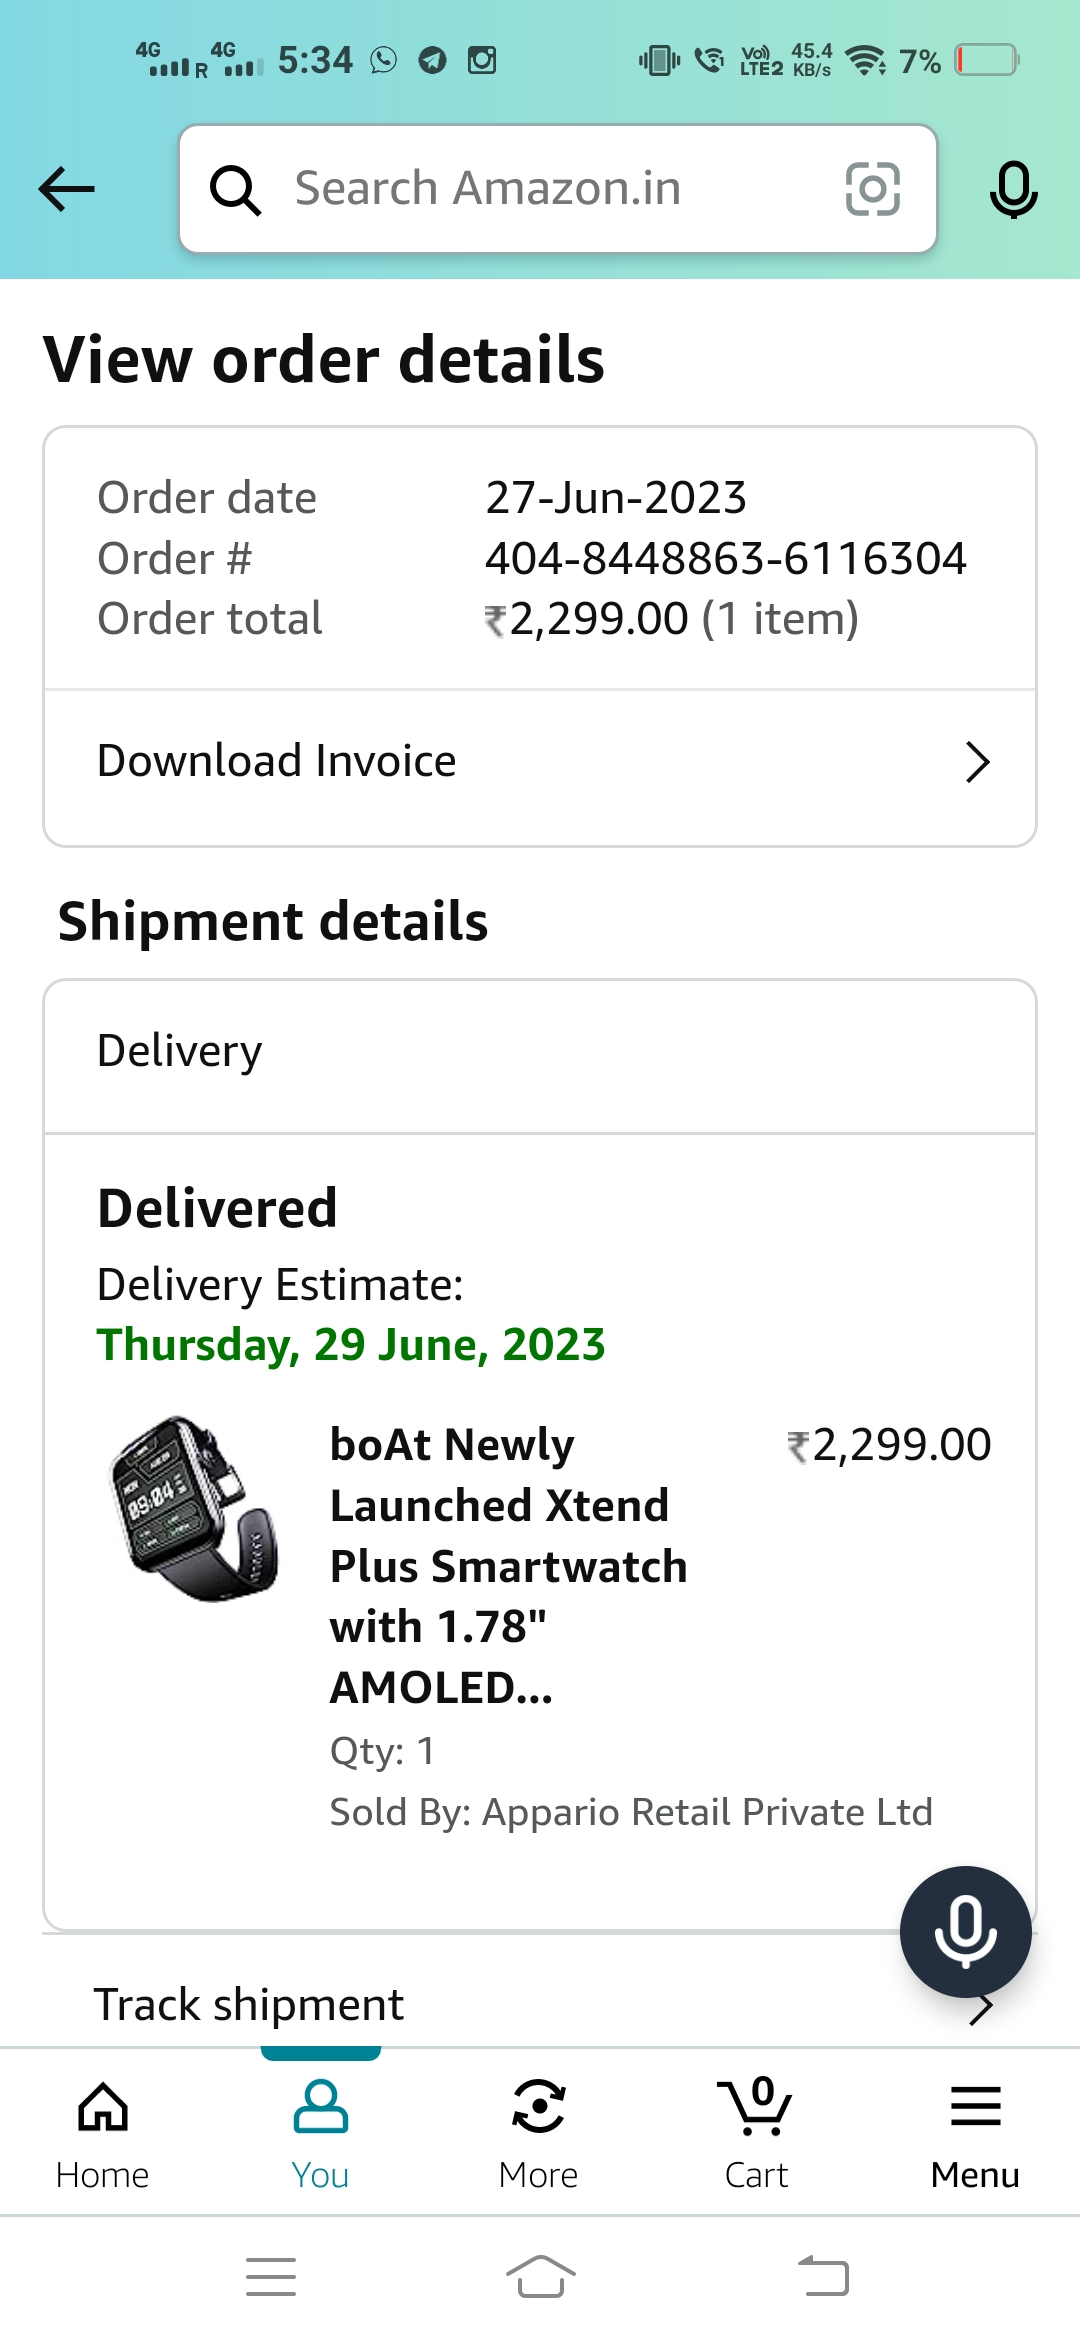 4G R 4G 5:34 Vo)) LTE2 45.4 KB/s 7%
Search Amazon.in
View order details
Order date 27-Jun-2023
Order # 404-8448863-6116304
Order total ₹2,299.00 (1 item)
Download Invoice
Shipment details
Delivery
Delivered
Delivery Estimate:
Thursday, 29 June, 2023
09:04
boAt Newly ₹2,299.00
Launched Xtend
Plus Smartwatch
with 1.78"
AMOLED...
Qty: 1
Sold By: Appario Retail Private Ltd
Track shipment
0
Home You More Cart Menu